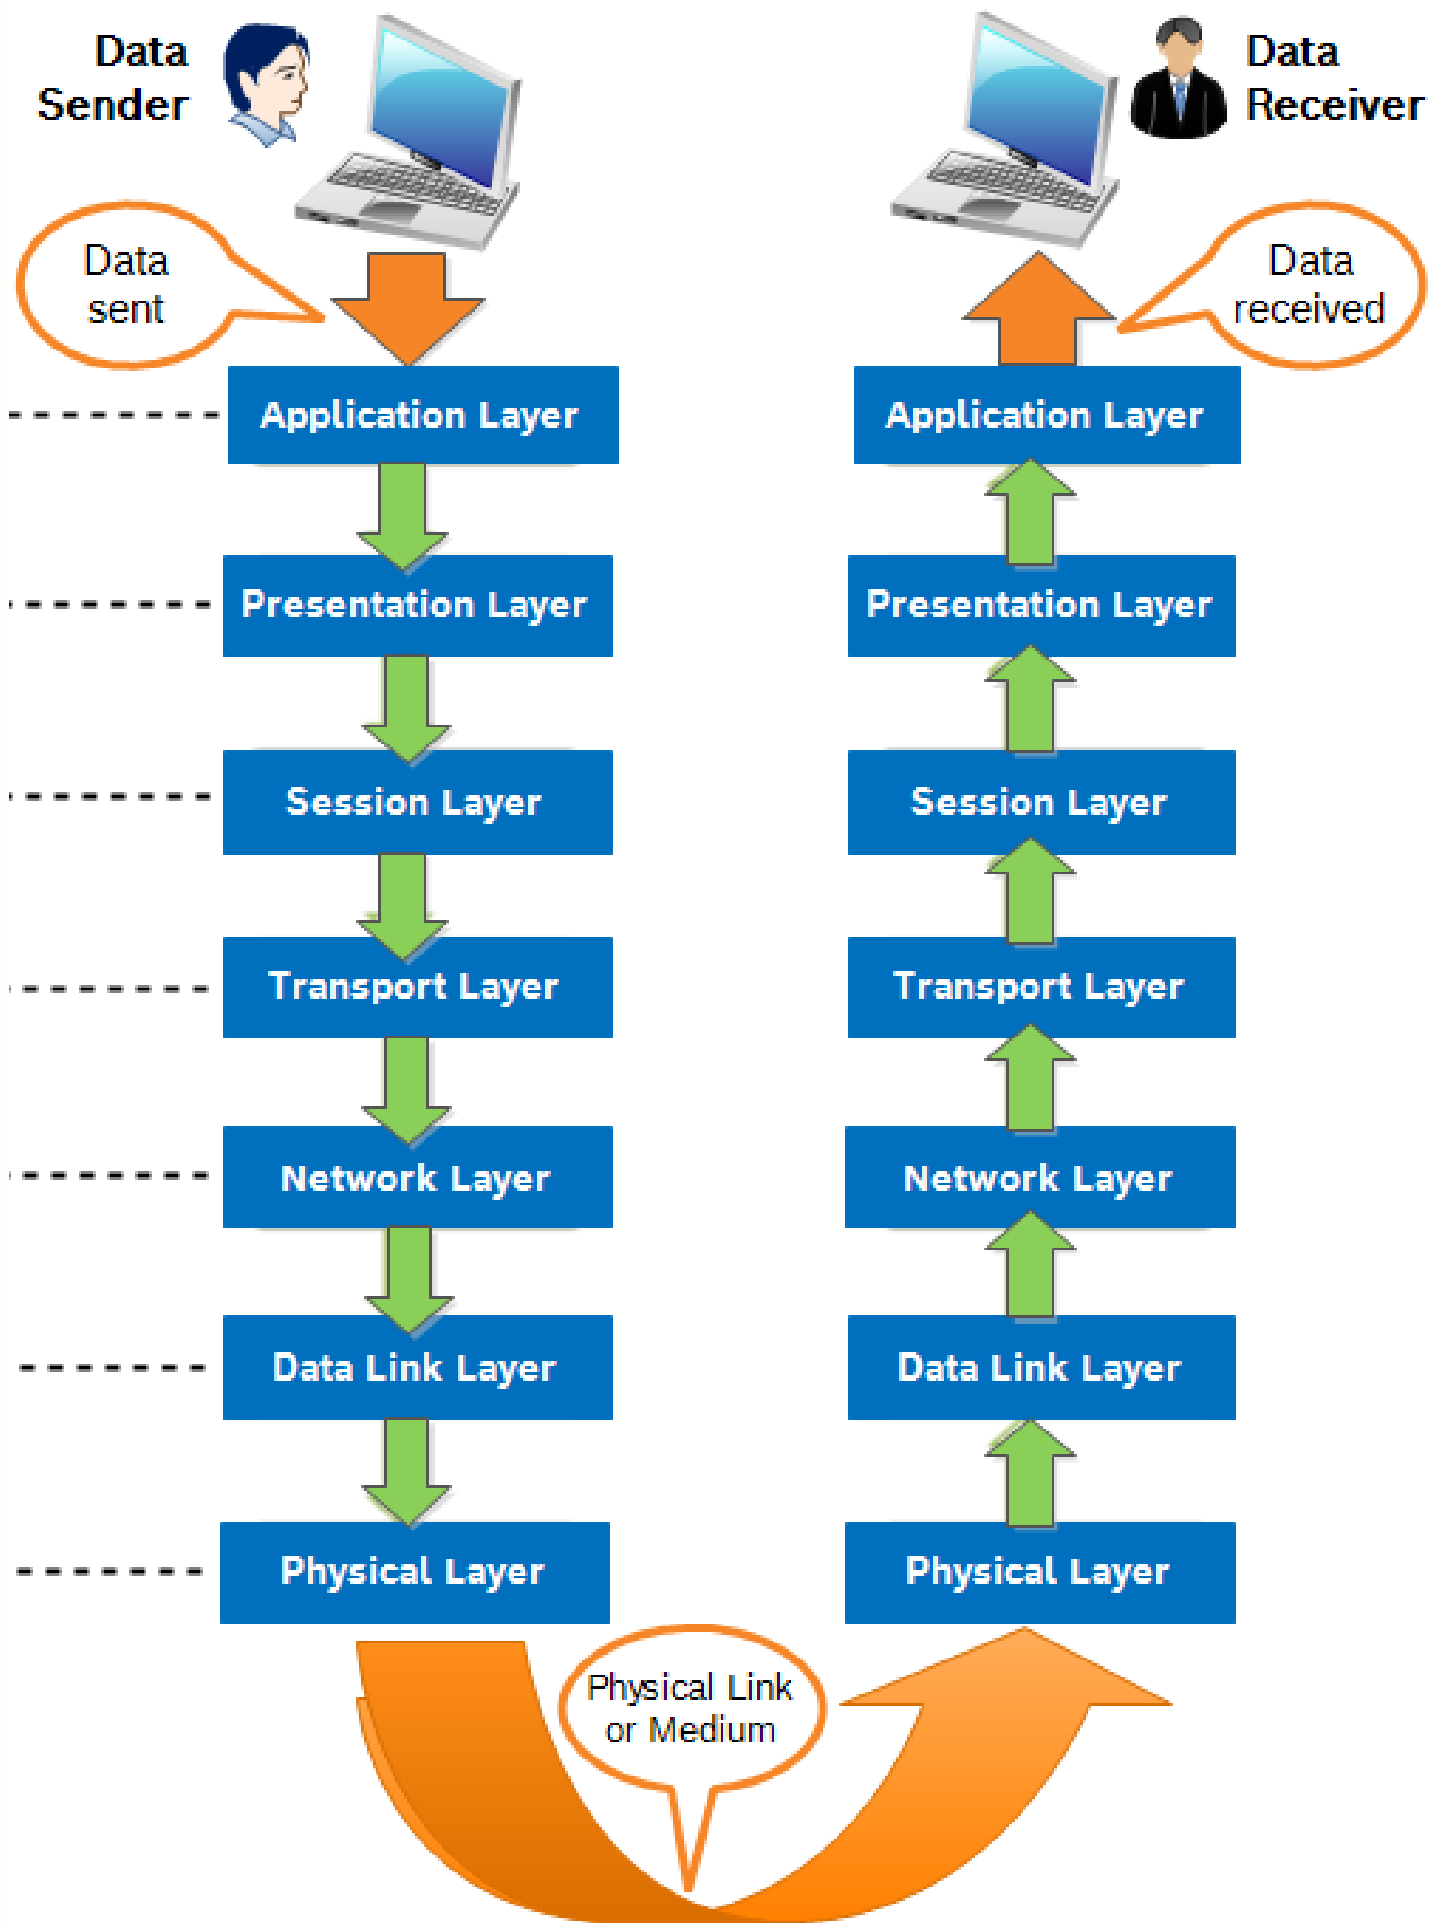 Data
Sender
Data
Receiver
Data
sent
Data
received
Application Layer
Application Layer
Presentation Layer
Presentation Layer
Session Layer
Session Layer
Transport Layer
Transport Layer
Network Layer
Network Layer
Data Link Layer
Data Link Layer
Physical Layer
Physical Layer
Physical Link
or Medium